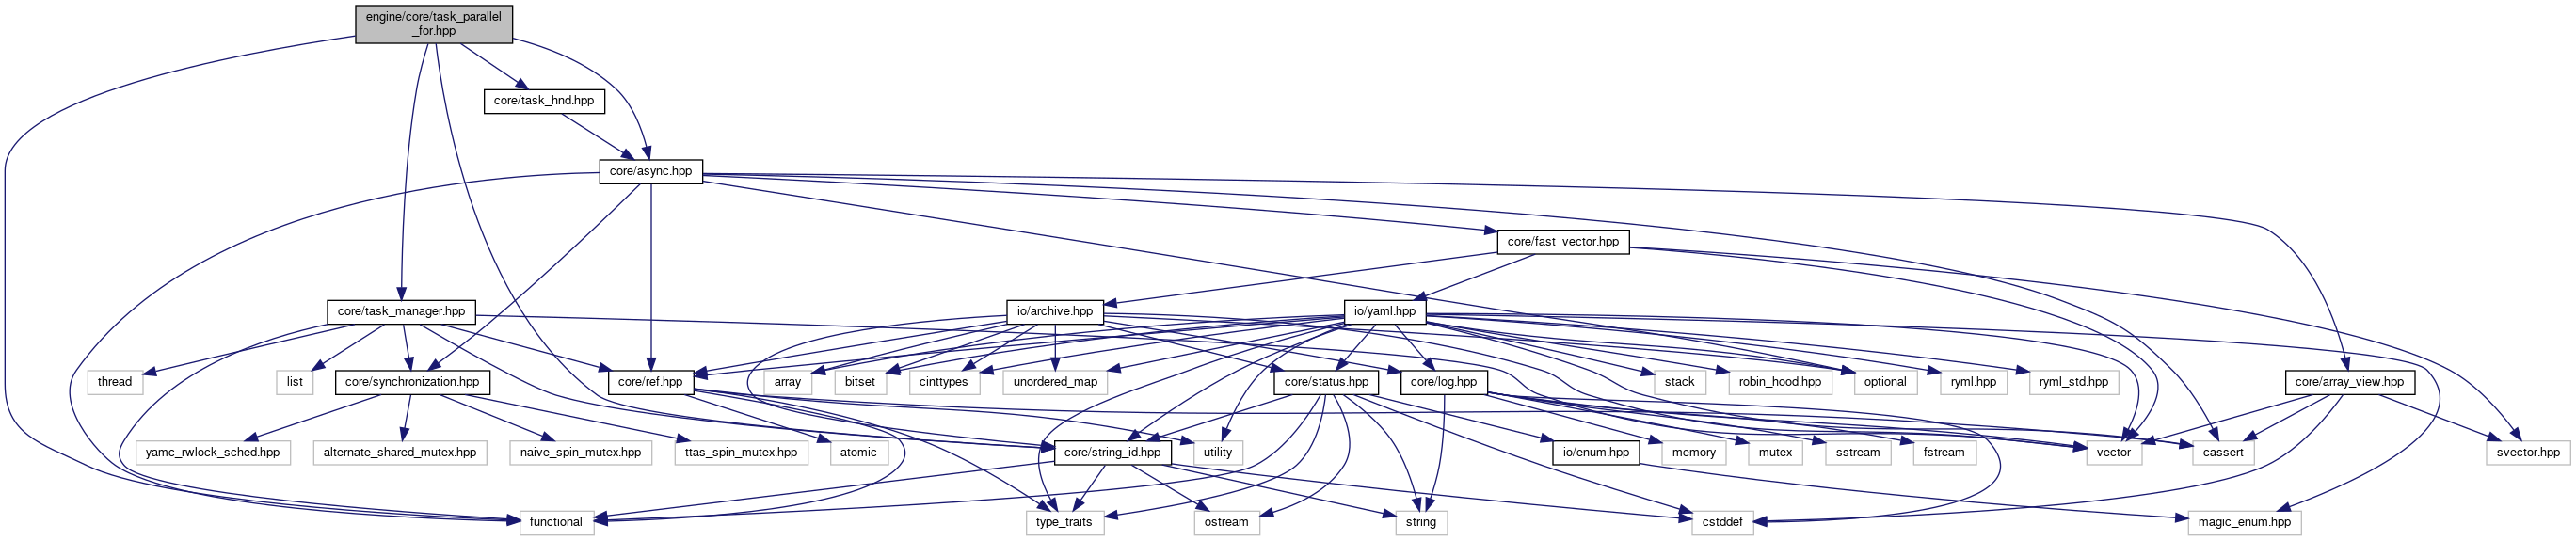 engine/core/task_parallel
_for.hpp
core/task_hnd.hpp
core/async.hpp
core/fast_vector.hpp
core/task_manager.hpp
io/archive.hpp
io/yaml.hpp
thread
list
core/synchronization.hpp
core/ref.hpp
array
bitset
cinttypes
unordered_map
core/status.hpp
core/log.hpp
stack
robin_hood.hpp
optional
ryml.hpp
ryml_std.hpp
core/array_view.hpp
yamc_rwlock_sched.hpp
alternate_shared_mutex.hpp
naive_spin_mutex.hpp
ttas_spin_mutex.hpp
atomic
core/string_id.hpp
utility
io/enum.hpp
memory
mutex
sstream
fstream
vector
cassert
svector.hpp
functional
type_traits
ostream
string
cstddef
magic_enum.hpp